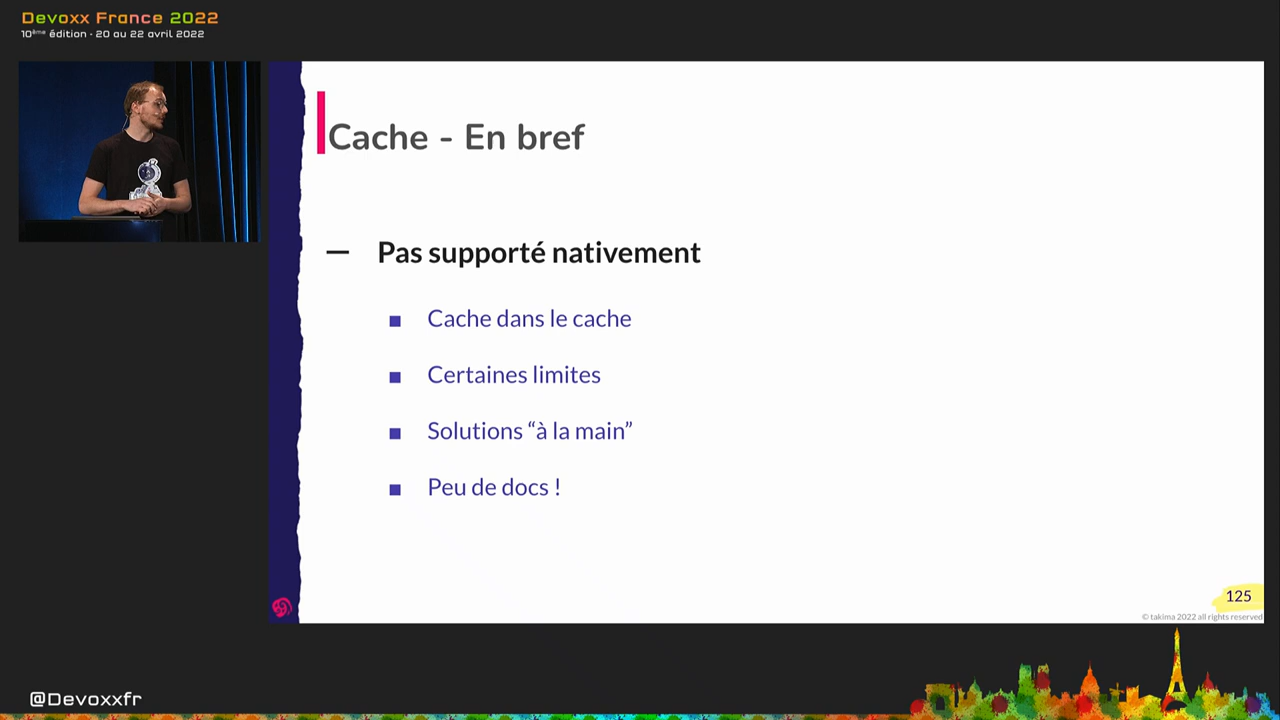 Devoxx France 2022
10ème édition - 20 au 22 avril 2022
Cache - En bref
— Pas supporté nativement
■ Cache dans le cache
■ Certaines limites
■ Solutions “à la main”
■ Peu de docs !
125
© takima 2022 all rights reserved
@Devoxxfr